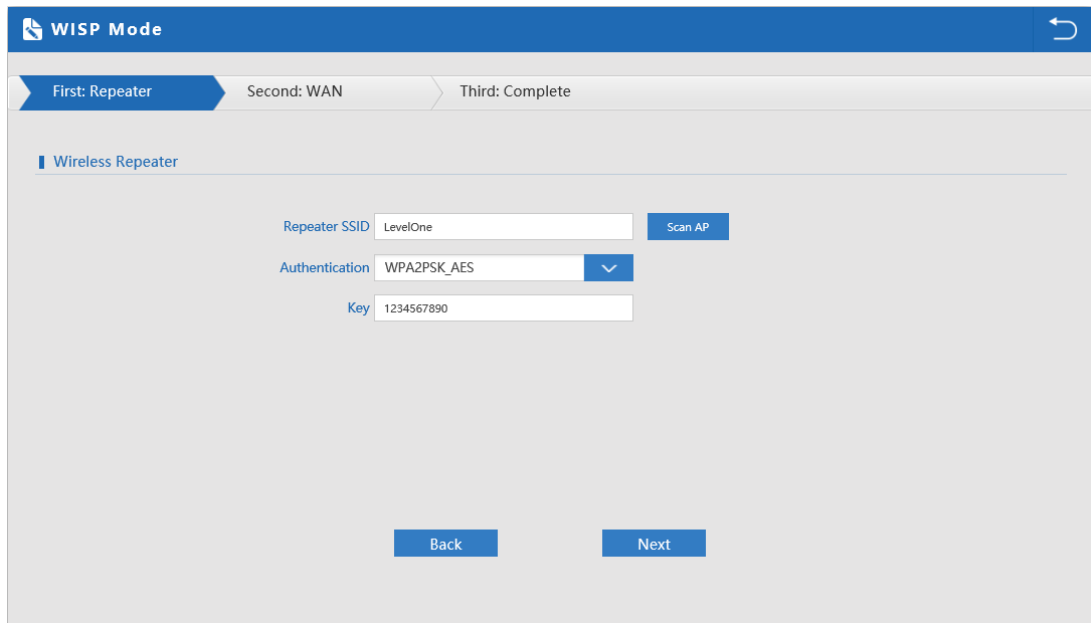 WISP Mode
First: Repeater Second: WAN Third: Complete
Wireless Repeater
Repeater SSID LevelOne Scan AP
Authentication WPA2PSK_AES
Key 1234567890
Back Next